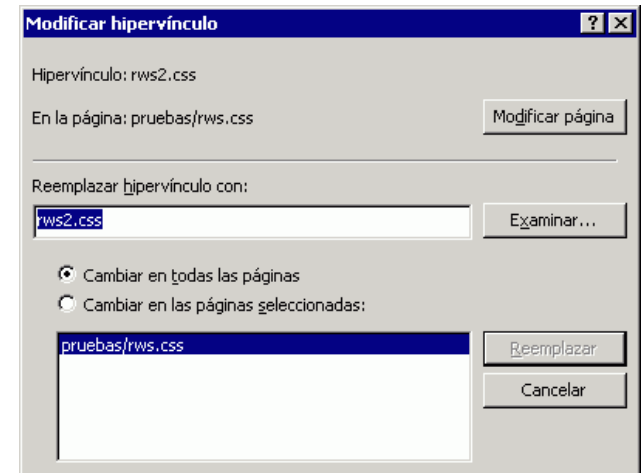 Modificar hipervínculo
Hipervínculo: rws2.css
En la página: pruebas/rws.css
Modificar página
Reemplazar hipervínculo con:
rws2.css
Examinar...
Cambiar en todas las páginas
Cambiar en las páginas seleccionadas:
pruebas/rws.css
Reemplazar
Cancelar